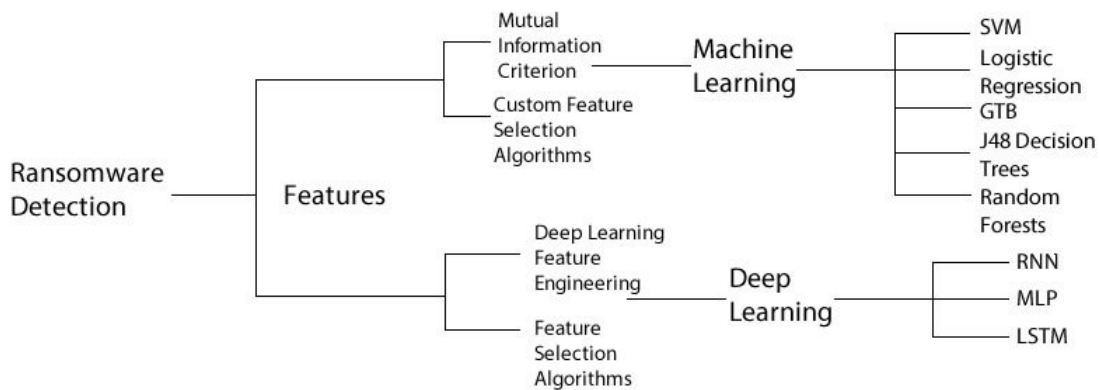 Ransomware
Detection
Features
Mutual
Information
Criterion
Custom Feature
Selection
Algorithms
Machine
Learning
SVM
Logistic
Regression
GTB
J48 Decision
Trees
Random
Forests
Deep Learning
Feature
Engineering
Feature
Selection
Algorithms
Deep
Learning
RNN
MLP
LSTM